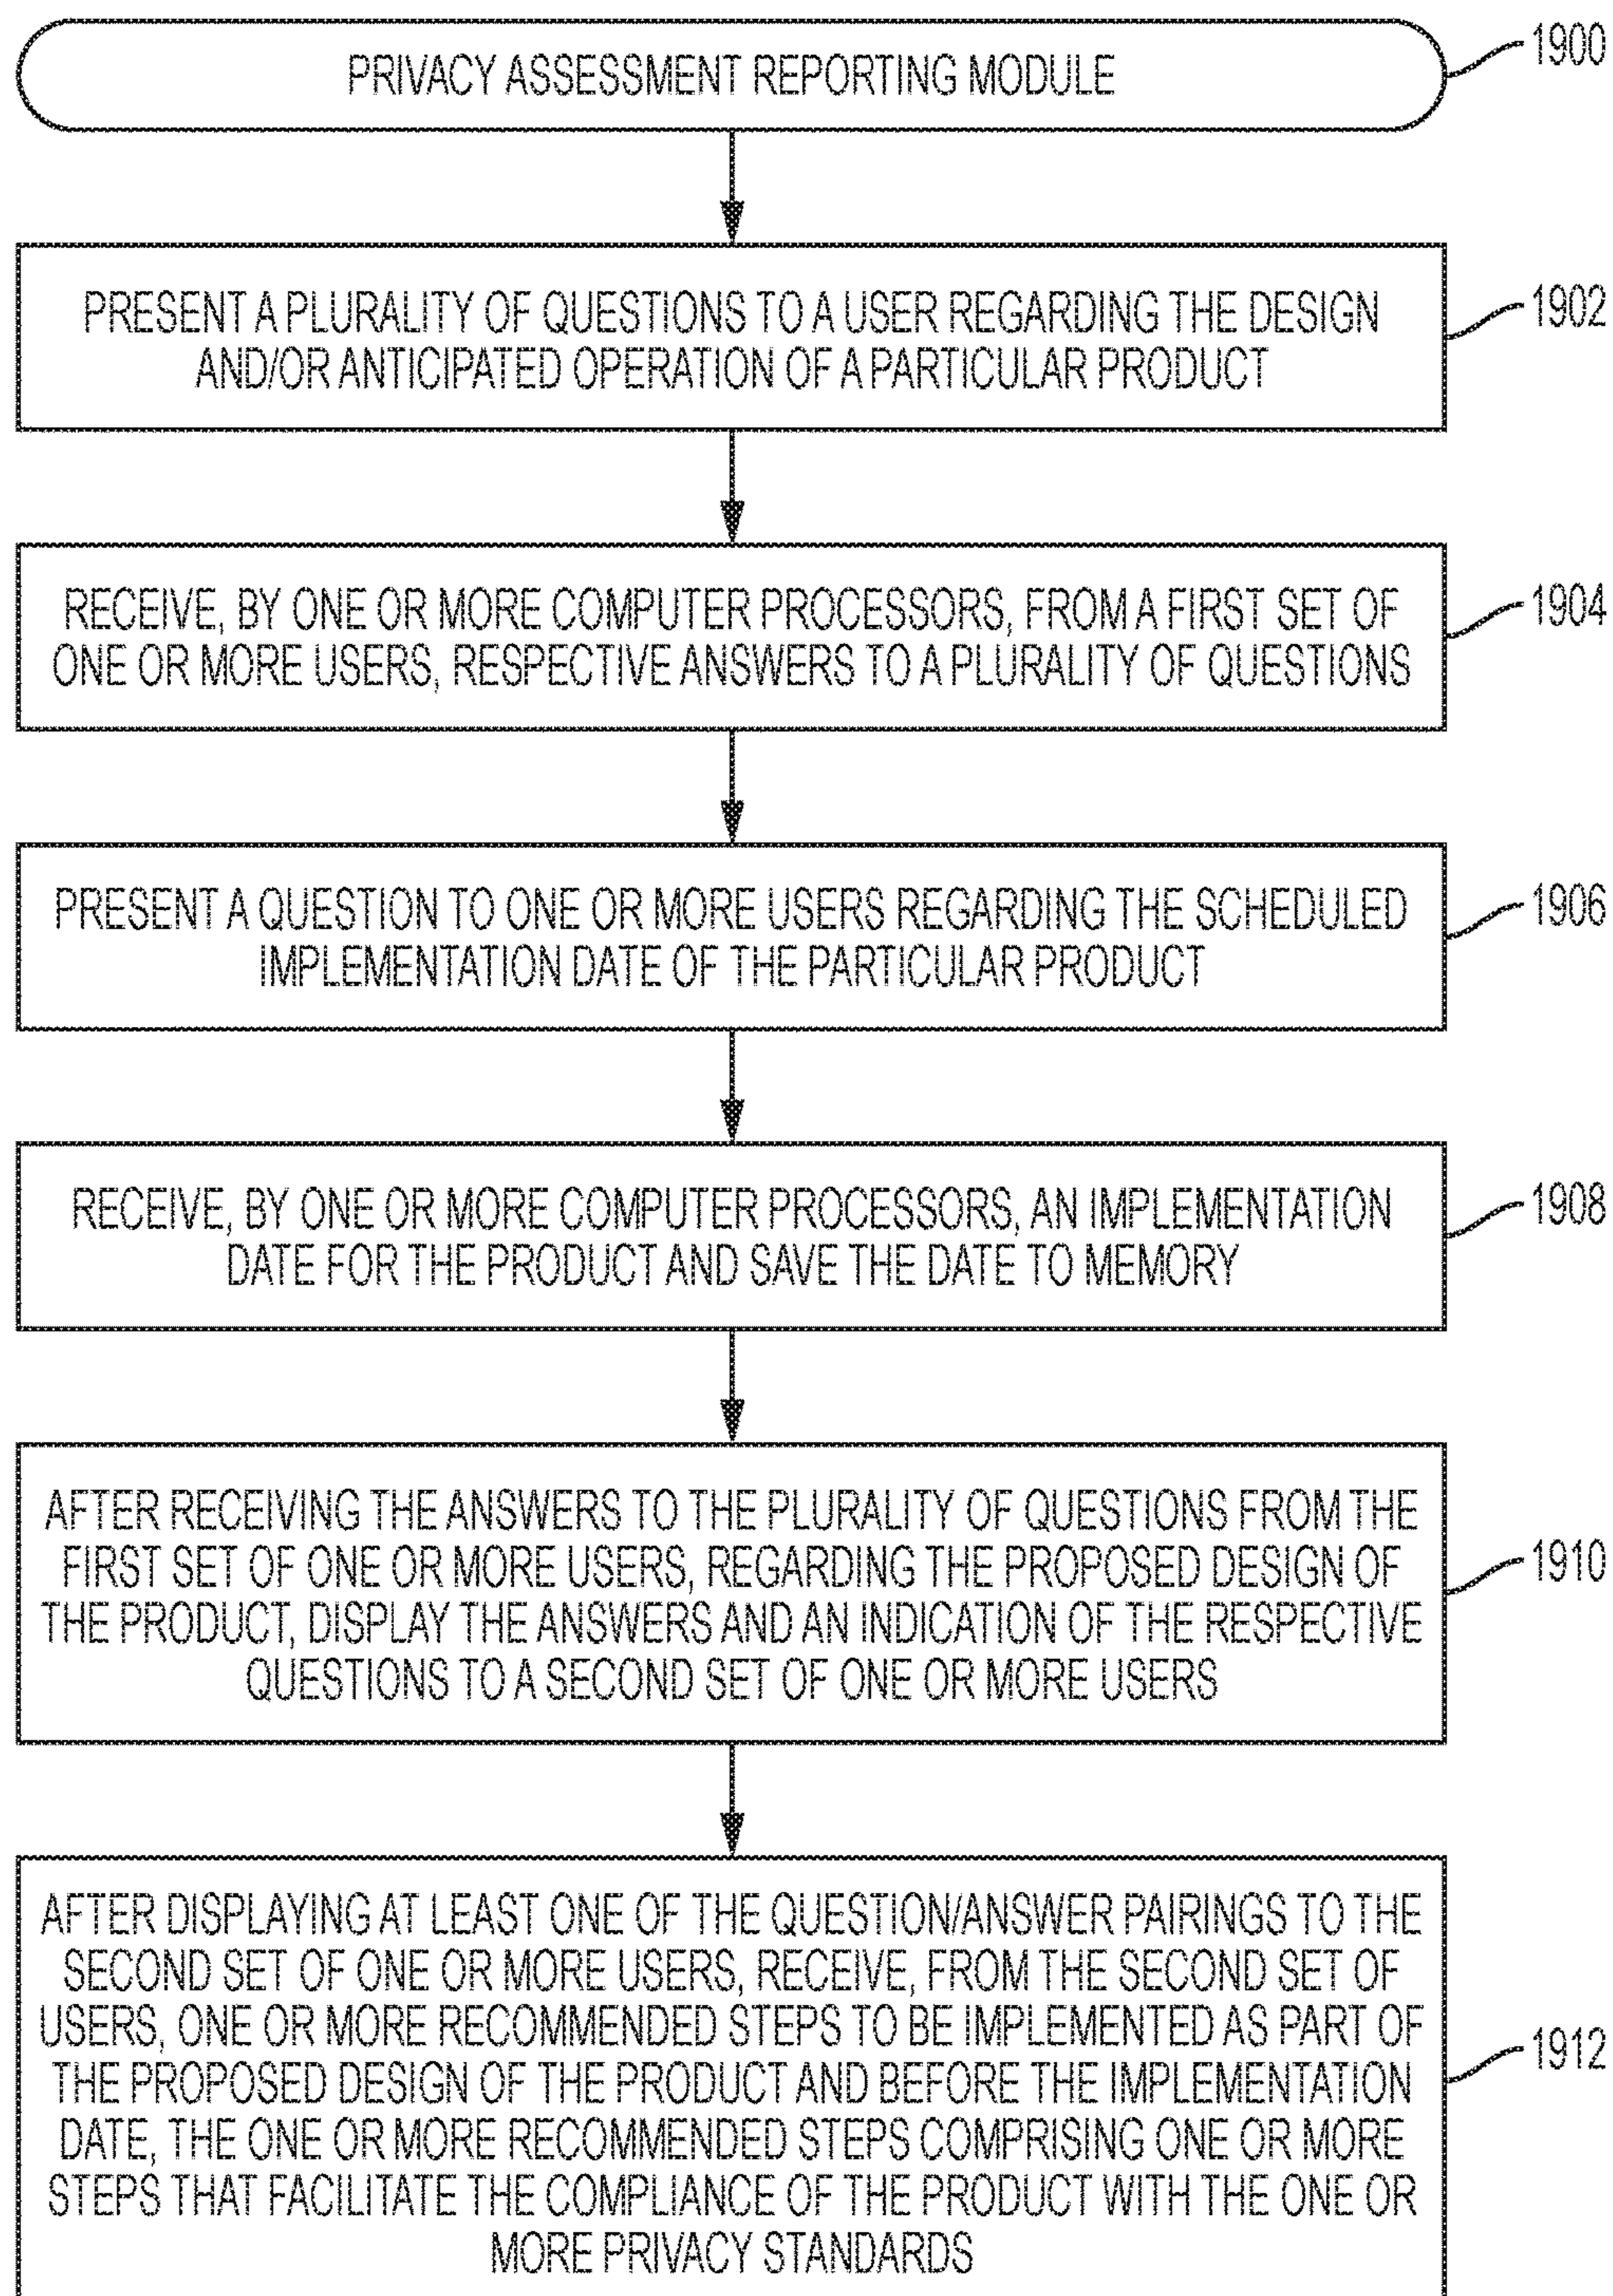 PRIVACY ASSESSMENT REPORTING MODULE
1900
PRESENT A PLURALITY OF QUESTIONS TO A USER REGARDING THE DESIGN
AND/OR ANTICIPATED OPERATION OF A PARTICULAR PRODUCT
1902
RECEIVE, BY ONE OR MORE COMPUTER PROCESSORS, FROM A FIRST SET OF
ONE OR MORE USERS, RESPECTIVE ANSWERS TO A PLURALITY OF QUESTIONS
1904
PRESENT A QUESTION TO ONE OR MORE USERS REGARDING THE SCHEDULED
IMPLEMENTATION DATE OF THE PARTICULAR PRODUCT
1906
RECEIVE, BY ONE OR MORE COMPUTER PROCESSORS, AN IMPLEMENTATION
DATE FOR THE PRODUCT AND SAVE THE DATE TO MEMORY
1908
AFTER RECEIVING THE ANSWERS TO THE PLURALITY OF QUESTIONS FROM THE
FIRST SET OF ONE OR MORE USERS, REGARDING THE PROPOSED DESIGN OF
THE PRODUCT, DISPLAY THE ANSWERS AND AN INDICATION OF THE RESPECTIVE
QUESTIONS TO A SECOND SET OF ONE OR MORE USERS
1910
AFTER DISPLAYING AT LEAST ONE OF THE QUESTION/ANSWER PAIRINGS TO THE
SECOND SET OF ONE OR MORE USERS, RECEIVE, FROM THE SECOND SET OF
USERS, ONE OR MORE RECOMMENDED STEPS TO BE IMPLEMENTED AS PART OF
THE PROPOSED DESIGN OF THE PRODUCT AND BEFORE THE IMPLEMENTATION
DATE, THE ONE OR MORE RECOMMENDED STEPS COMPRISING ONE OR MORE
STEPS THAT FACILITATE THE COMPLIANCE OF THE PRODUCT WITH THE ONE OR
MORE PRIVACY STANDARDS
1912